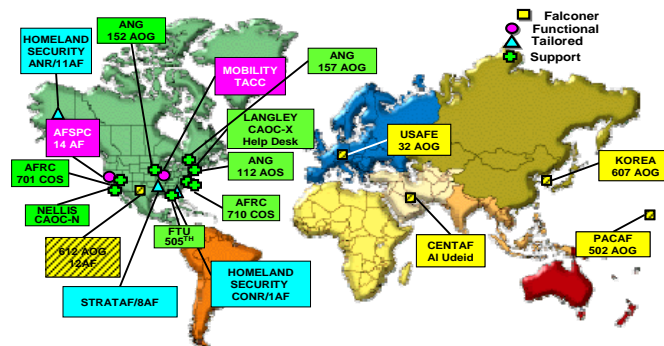 HOMELAND
SECURITY
ANR/11AF
ANG
152 AOG
MOBILITY
TACC
ANG
157 AOG
Falconer
Functional
Tailored
Support
AFSPC
14 AF
LANGLEY
CAOC-X
Help Desk
USAFE
32 AOG
ANG
112 AOS
KOREA
607 AOG
AFRC
701 COS
AFRC
710 COS
NELLIS
CAOC-N
FTU
505TH
612 AOG
12AF
CENTAF
Al Udeid
PACAF
502 AOG
STRATAF/8AF
HOMELAND
SECURITY
CONR/1AF